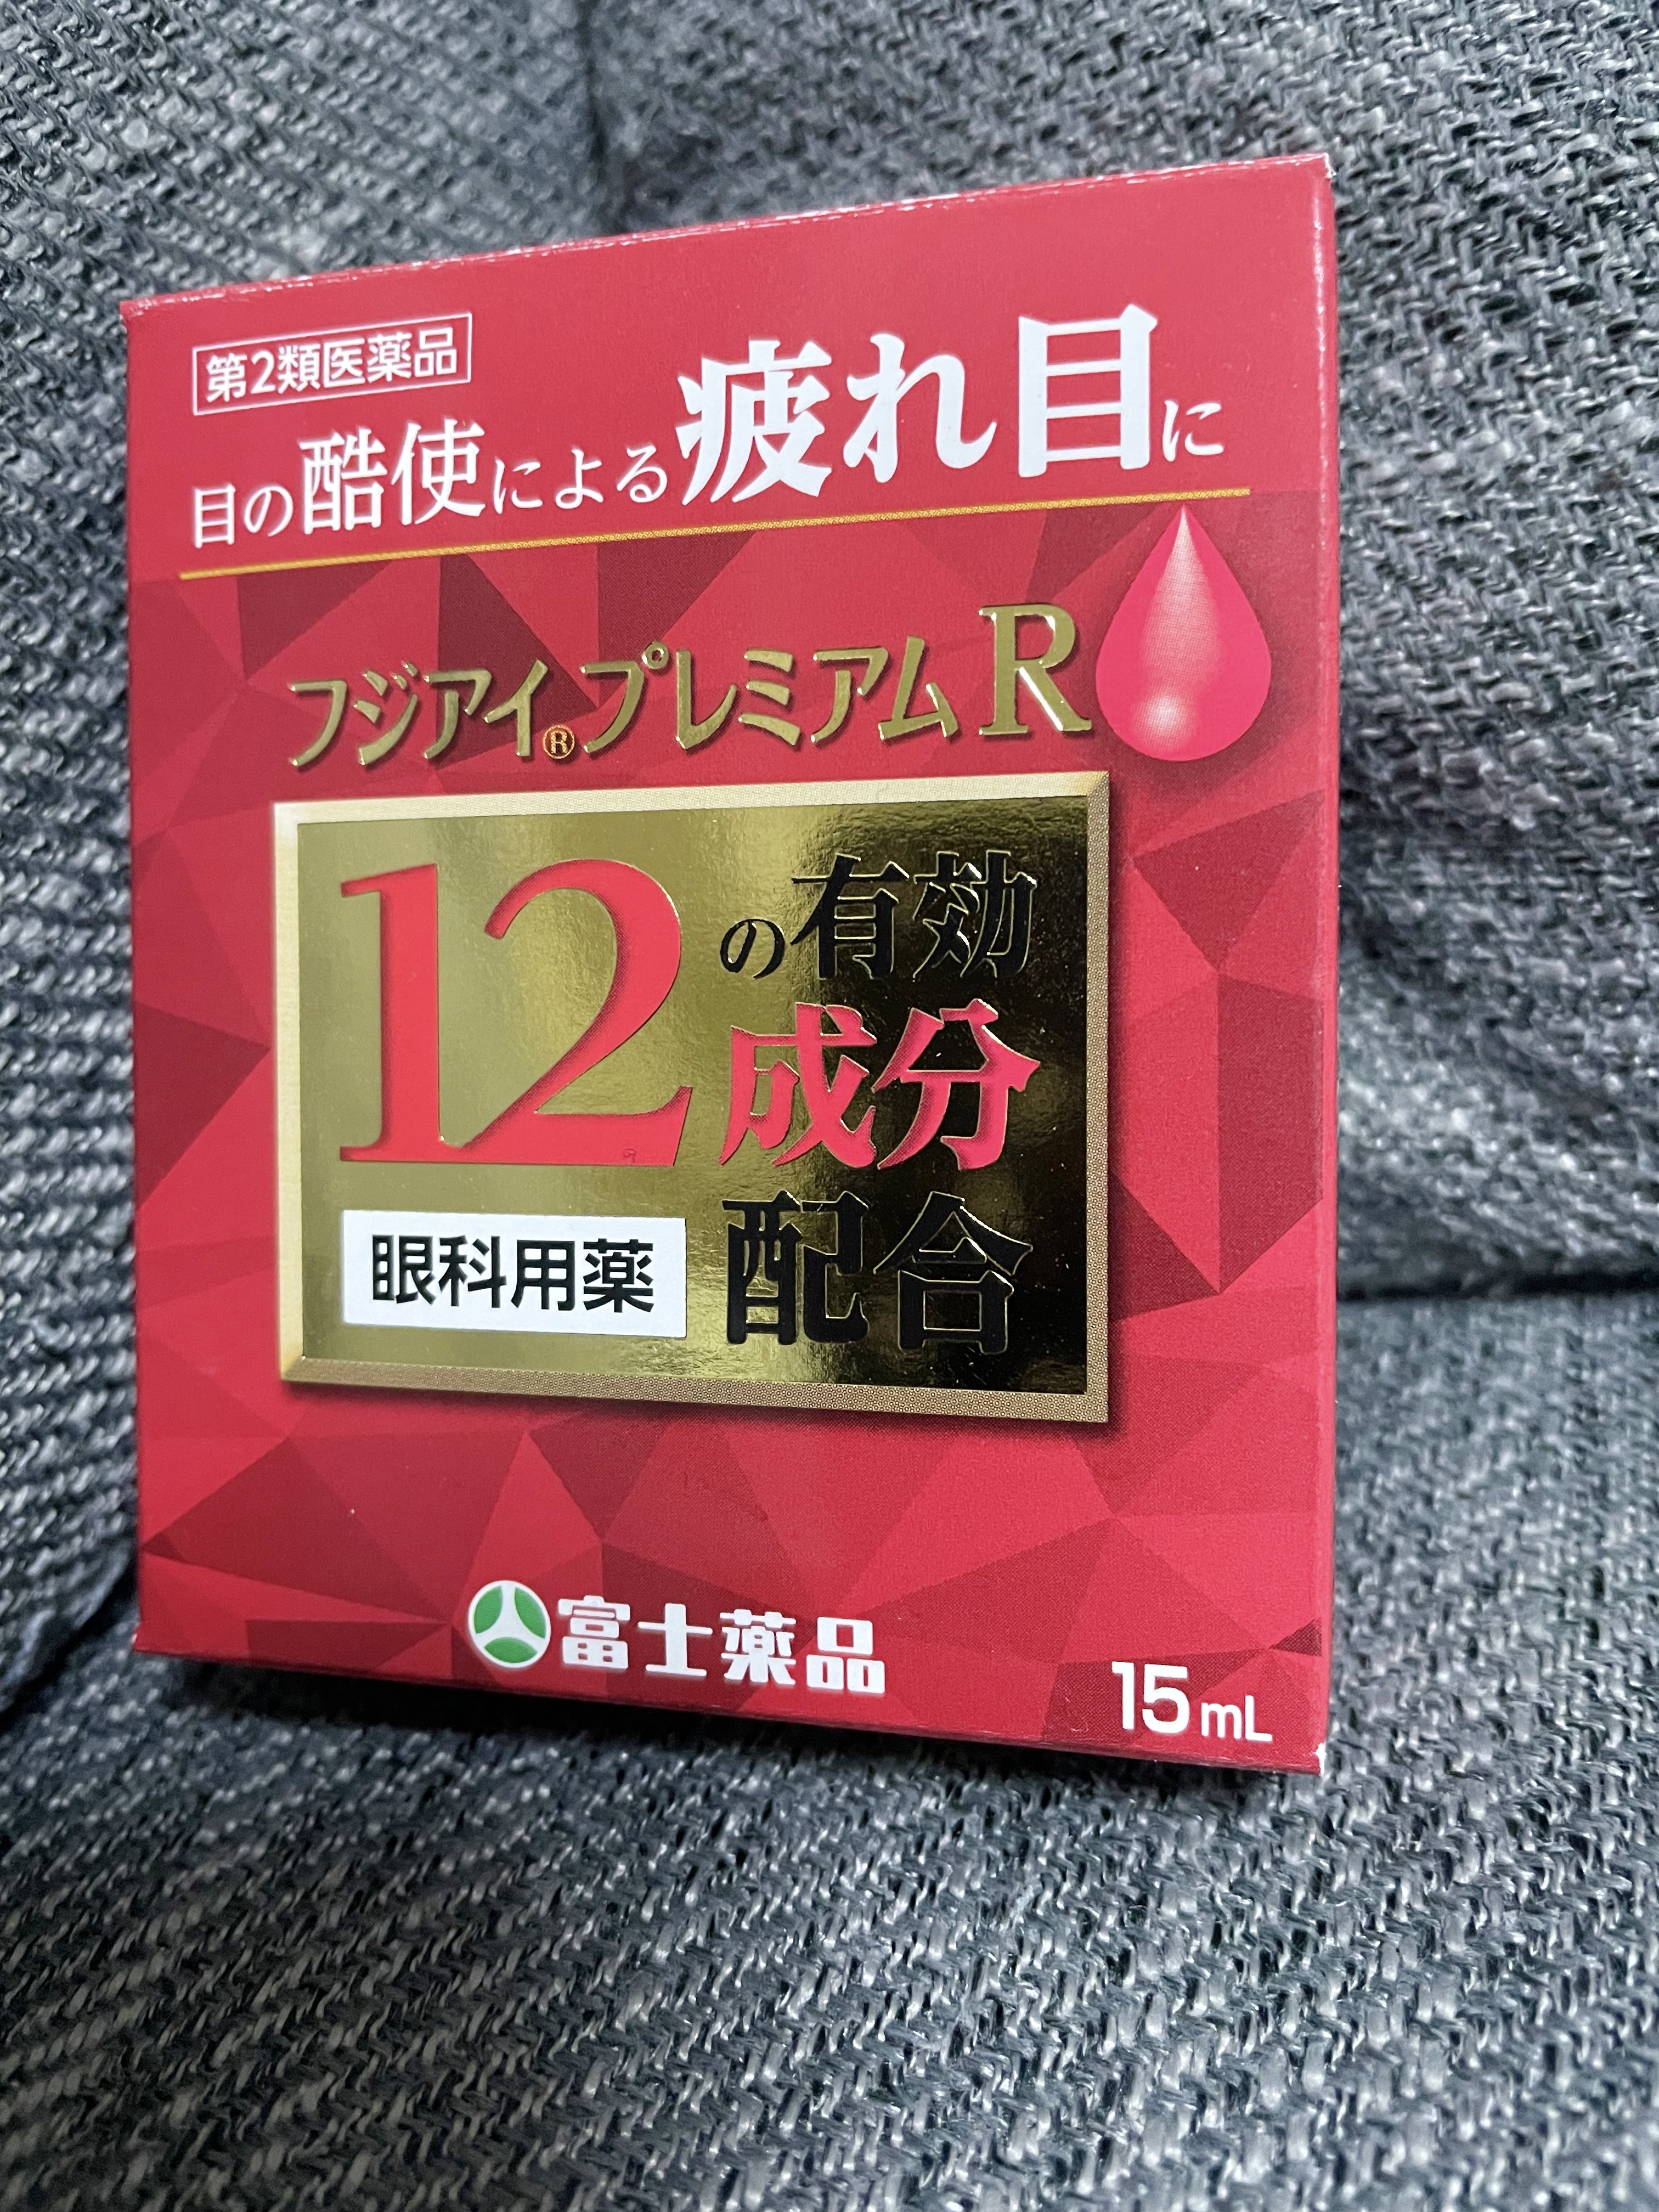 第2類医薬品
目の酷使による疲れ目に
フジアイ®プレミアムR
12の有効
成分
配合
眼科用薬
富士薬品
15mL